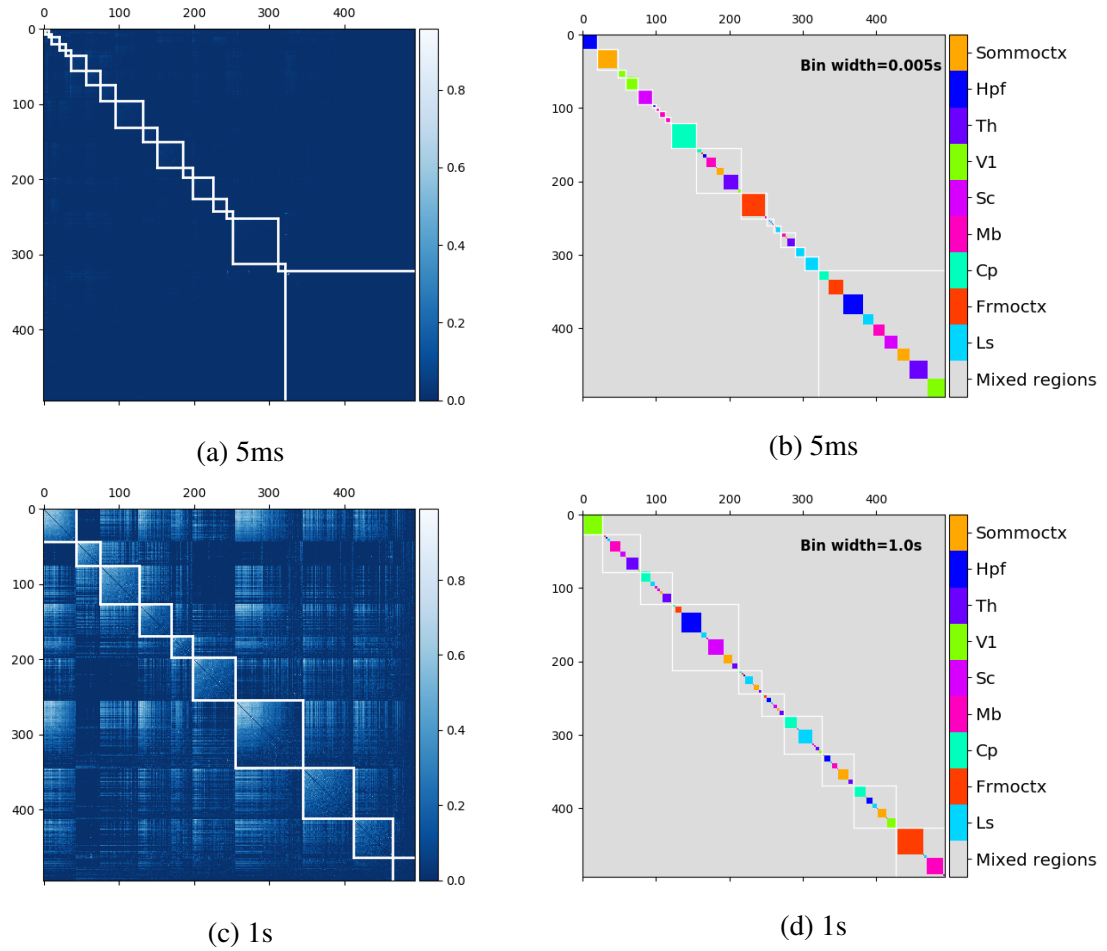 0 100 200 300 400
0
100
200
300
400
0.8
0.6
0.4
0.2
0.0
(a) 5ms
0 100 200 300 400
0
100
200
300
400
Bin width=0.005s
Sommoctx
Hpf
Th
V1
Sc
Mb
Cp
Frmoctx
Ls
Mixed regions
(b) 5ms
0 100 200 300 400
0
100
200
300
400
0.8
0.6
0.4
0.2
0.0
(c) 1s
0 100 200 300 400
0
100
200
300
400
Bin width=1.0s
Sommoctx
Hpf
Th
V1
Sc
Mb
Cp
Frmoctx
Ls
Mixed regions
(d) 1s